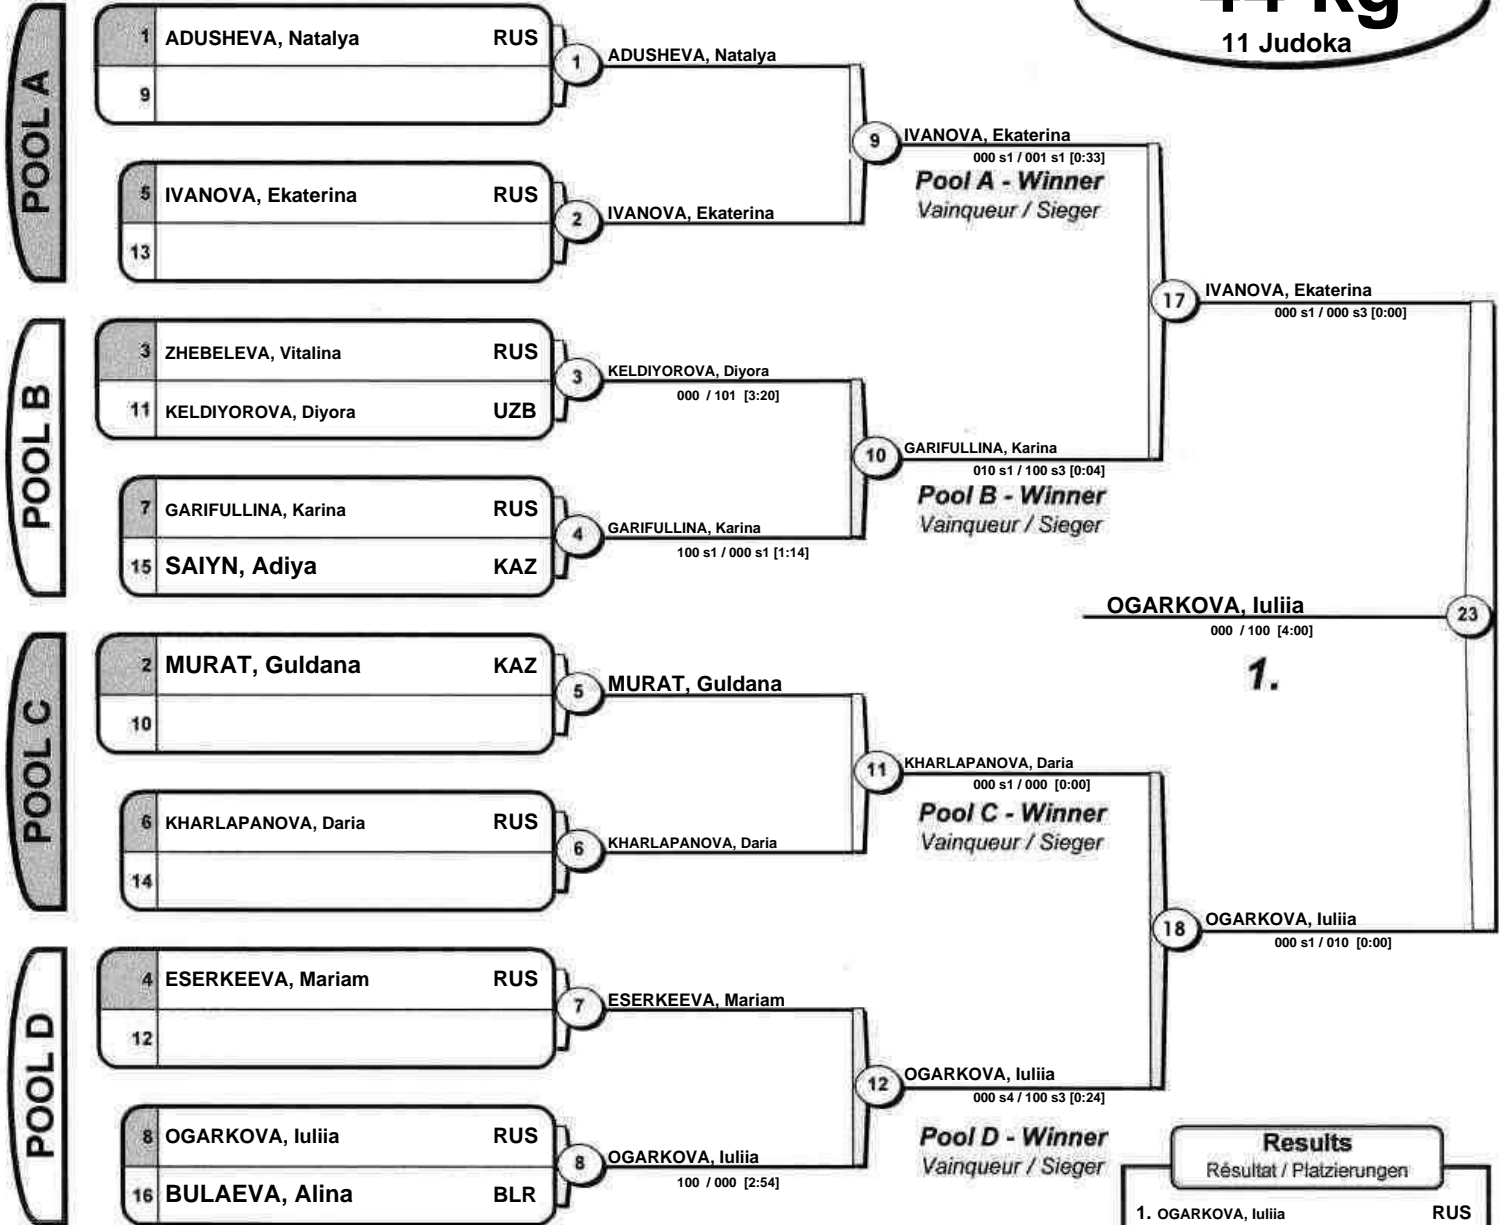 44 kg
11 Judoka
POOL A
1 ADUSHEVA, Natalya RUS
9
1
ADUSHEVA, Natalya
5 IVANOVA, Ekaterina RUS
13
2
IVANOVA, Ekaterina
9
IVANOVA, Ekaterina
000 s1 / 001 s1 [0:33]
Pool A - Winner
Vainqueur / Sieger
POOL B
3 ZHEBELEVA, Vitalina RUS
11 KELDIYOROVA, Diyora UZB
3
KELDIYOROVA, Diyora
000 / 101 [3:20]
7 GARIFULLINA, Karina RUS
15 SAIYN, Adiya KAZ
4
GARIFULLINA, Karina
100 s1 / 000 s1 [1:14]
10
GARIFULLINA, Karina
010 s1 / 100 s3 [0:04]
Pool B - Winner
Vainqueur / Sieger
17
IVANOVA, Ekaterina
000 s1 / 000 s3 [0:00]
POOL C
2 MURAT, Guldana KAZ
10
5
MURAT, Guldana
6 KHARLAPANOVA, Daria RUS
14
6
KHARLAPANOVA, Daria
11
KHARLAPANOVA, Daria
000 s1 / 000 [0:00]
Pool C - Winner
Vainqueur / Sieger
POOL D
4 ESERKEEVA, Mariam RUS
12
7
ESERKEEVA, Mariam
8 OGARKOVA, Iuliia RUS
16 BULAEVA, Alina BLR
8
OGARKOVA, Iuliia
100 / 000 [2:54]
12
OGARKOVA, Iuliia
000 s4 / 100 s3 [0:24]
Pool D - Winner
Vainqueur / Sieger
18
OGARKOVA, Iuliia
000 s1 / 010 [0:00]
23
OGARKOVA, Iuliia
000 / 100 [4:00]
1.
Results
Résultat / Platzierungen
1. OGARKOVA, Iuliia RUS